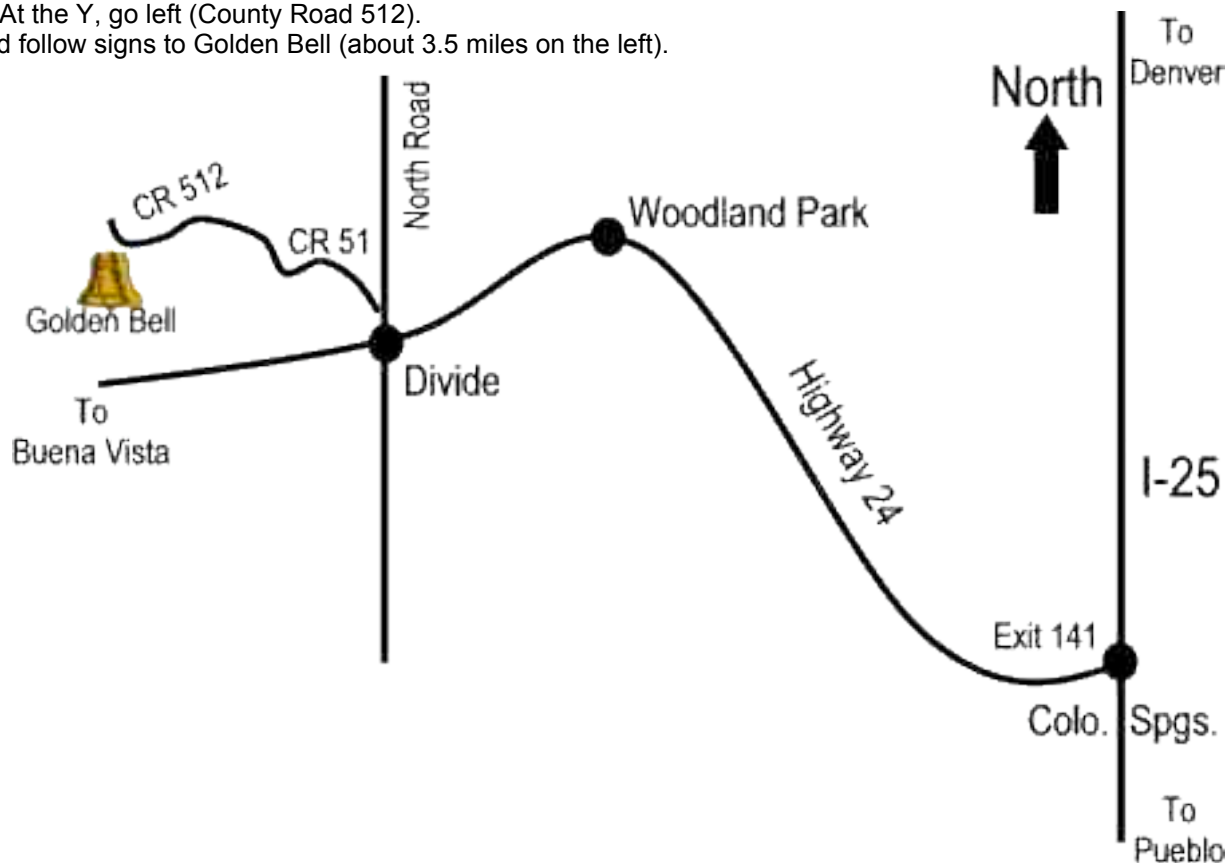 At the Y, go left (County Road 512).
d follow signs to Golden Bell (about 3.5 miles on the left).
To
Denver
North
North Road
CR 512
Woodland Park
CR 51
Golden Bell
Divide
To
Buena Vista
Highway 24
I-25
Exit 141
Colo. Spgs.
To
Pueblo